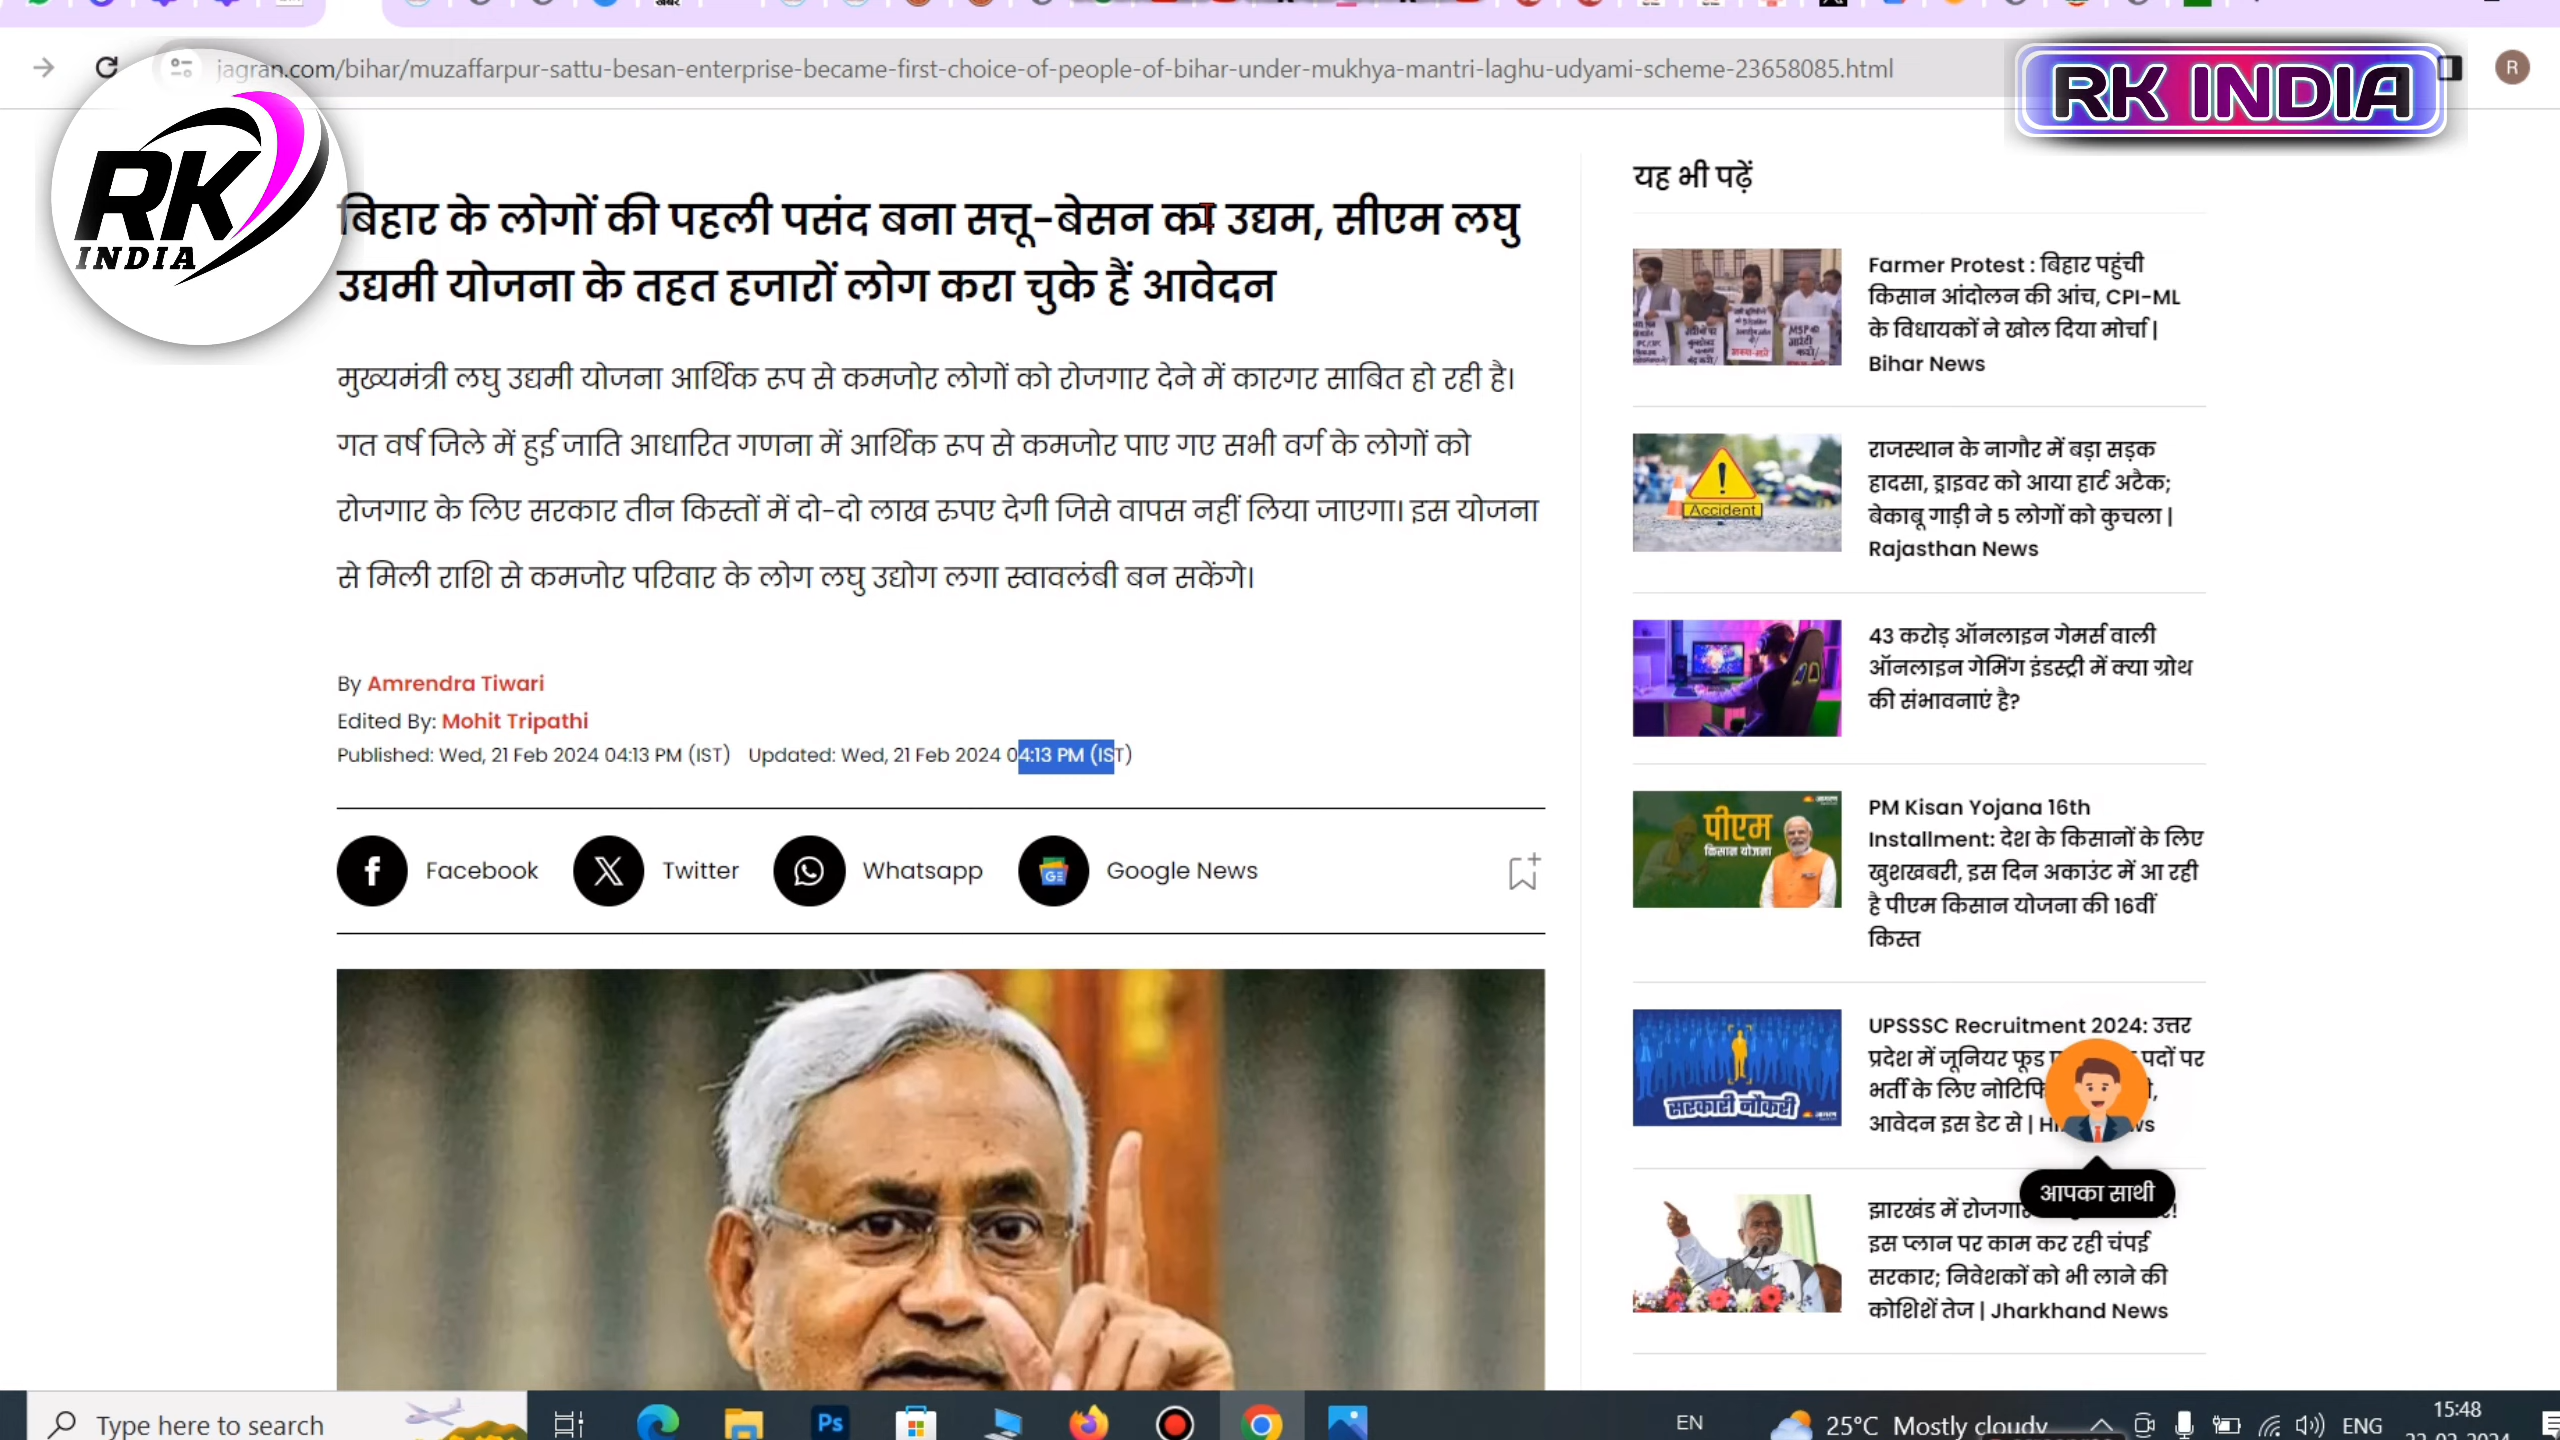 jagran.com/bihar/muzaffarpur-sattu-besan-enterprise-became-first-choice-of-people-of-bihar-under-mukhya-mantri-laghu-udyami-scheme-23658085.html
R
RK INDIA
RK
INDIA
बिहार के लोगों की पहली पसंद बना सत्तू-बेसन का उद्यम, सीएम लघु
उद्यमी योजना के तहत हजारों लोग करा चुके हैं आवेदन
मुख्यमंत्री लघु उद्यमी योजना आर्थिक रूप से कमजोर लोगों को रोजगार देने में कारगर साबित हो रही है।
गत वर्ष जिले में हुई जाति आधारित गणना में आर्थिक रूप से कमजोर पाए गए सभी वर्ग के लोगों को
रोजगार के लिए सरकार तीन किस्तों में दो-दो लाख रुपए देगी जिसे वापस नहीं लिया जाएगा। इस योजना
से मिली राशि से कमजोर परिवार के लोग लघु उद्योग लगा स्वावलंबी बन सकेंगे।
By Amrendra Tiwari
Edited By: Mohit Tripathi
Published: Wed, 21 Feb 2024 04:13 PM (IST) Updated: Wed, 21 Feb 2024 04:13 PM (IST)
Facebook Twitter Whatsapp Google News
यह भी पढ़ें
Farmer Protest : बिहार पहुंची
किसान आंदोलन की आंच, CPI-ML
के विधायकों ने खोल दिया मोर्चा |
Bihar News
Accident
राजस्थान के नागौर में बड़ा सड़क
हादसा, ड्राइवर को आया हार्ट अटैक;
बेकाबू गाड़ी ने 5 लोगों को कुचला |
Rajasthan News
43 करोड़ ऑनलाइन गेमर्स वाली
ऑनलाइन गेमिंग इंडस्ट्री में क्या ग्रोथ
की संभावनाएं है?
पीएम
किसान योजना
PM Kisan Yojana 16th
Installment: देश के किसानों के लिए
खुशखबरी, इस दिन अकाउंट में आ रही
है पीएम किसान योजना की 16वीं
किस्त
सरकारी नौकरी
UPSSSC Recruitment 2024: उत्तर
प्रदेश में जूनियर फूड पदों पर
भर्ती के लिए
आवेदन इस डेट से |
आपका साथी
झारखंड में
इस प्लान पर काम कर रही चंपई
सरकार; निवेशकों को भी लाने की
कोशिशें तेज | Jharkhand News
Type here to search
Ps
EN
25°C Mostly cloudy
ENG
15:48